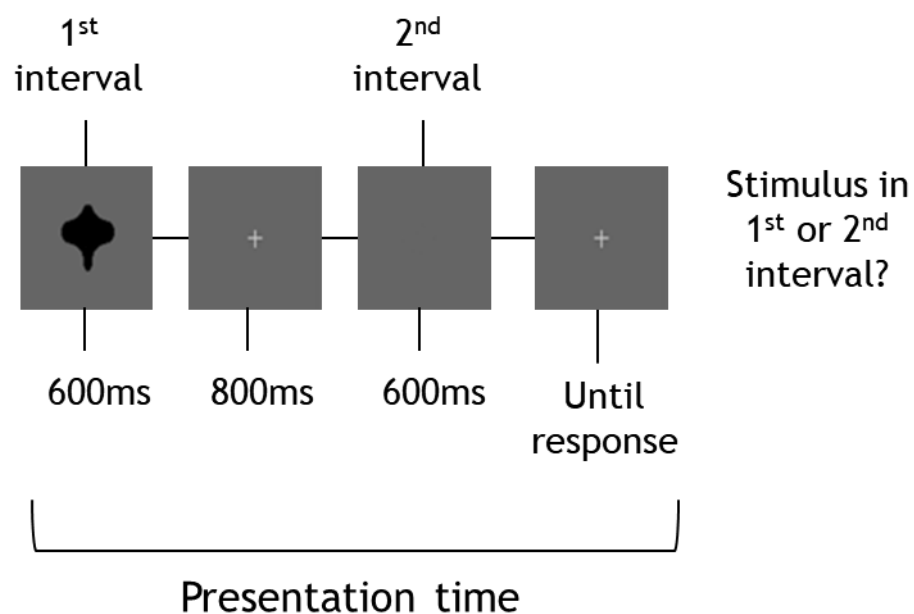 1st
interval
2nd
interval
Stimulus in
1st or 2nd
interval?
600ms
800ms
600ms
Until
response
Presentation time